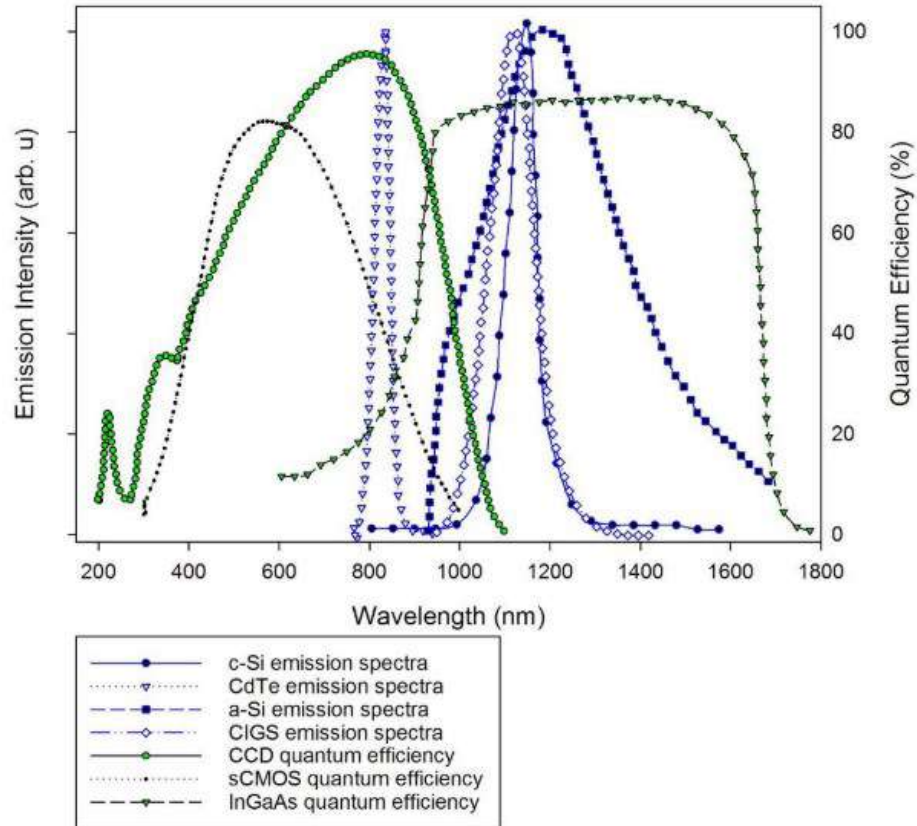 Emission Intensity (arb. u)
100
80
60
40
20
0
Quantum Efficiency (%)
200 400 600 800 1000 1200 1400 1600 1800
Wavelength (nm)
c-Si emission spectra
CdTe emission spectra
a-Si emission spectra
CIGS emission spectra
CCD quantum efficiency
sCMOS quantum efficiency
InGaAs quantum efficiency